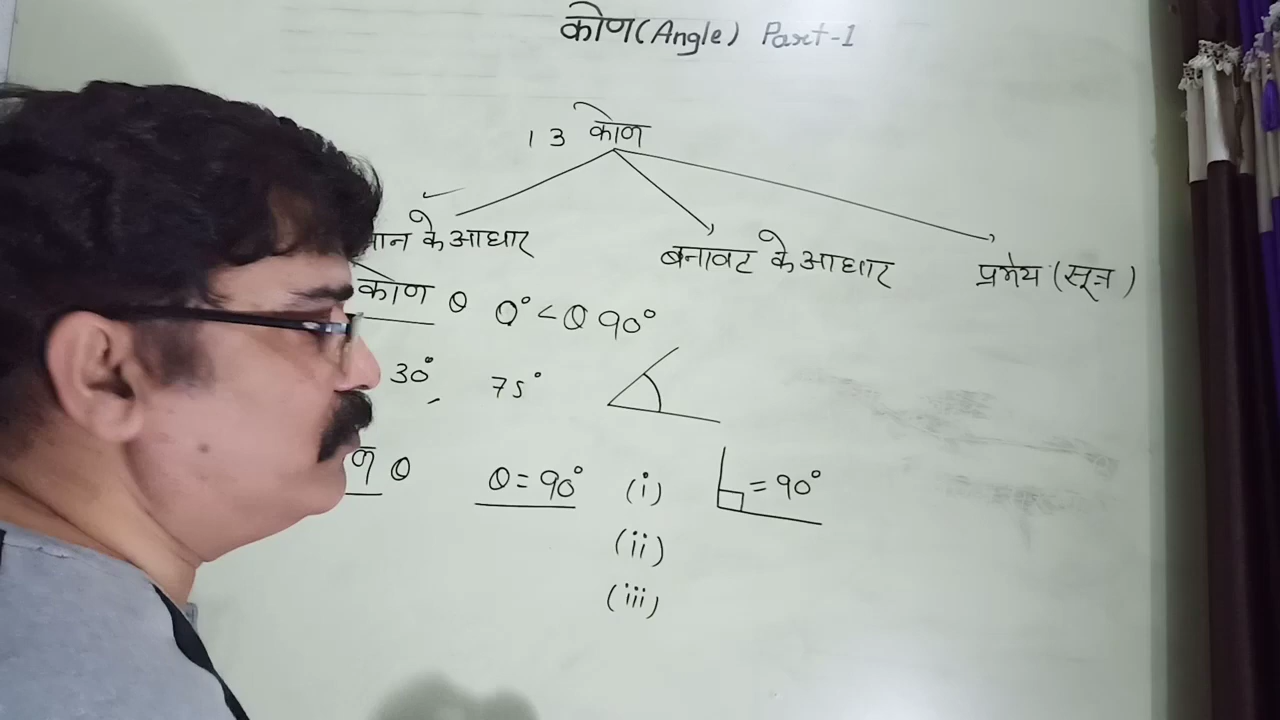 कोण (Angle) Part-1
13 कोण
के आधार
बनावट के आधार
प्रमेय (सूत्र)
कोण θ 0° < θ 90°
30°, 75°
θ θ = 90° (i) = 90°
(ii)
(iii)